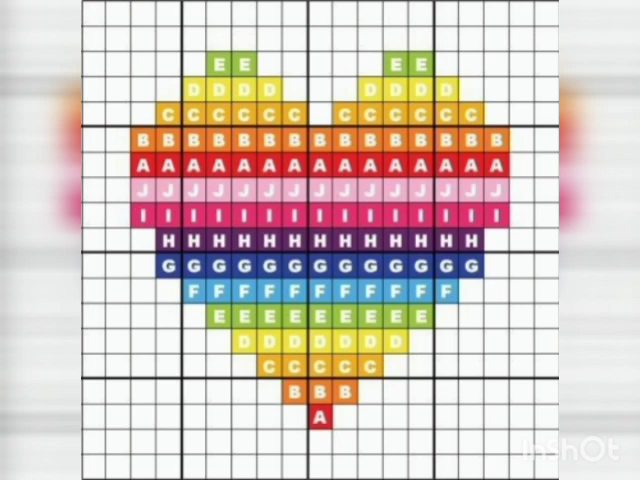 E E E E
D D D D D D D D
C C C C C C C C C C C C
B B B B B B B B B B B B B B B
A A A A A A A A A A A A A A A
J J J J J J J J J J J J J J J
I I I I I I I I I I I I I I I
H H H H H H H H H H H H H
G G G G G G G G G G G G G
F F F F F F F F F F F
E E E E E E E E E
D D D D D D D
C C C C C
B B B
A
InShOt